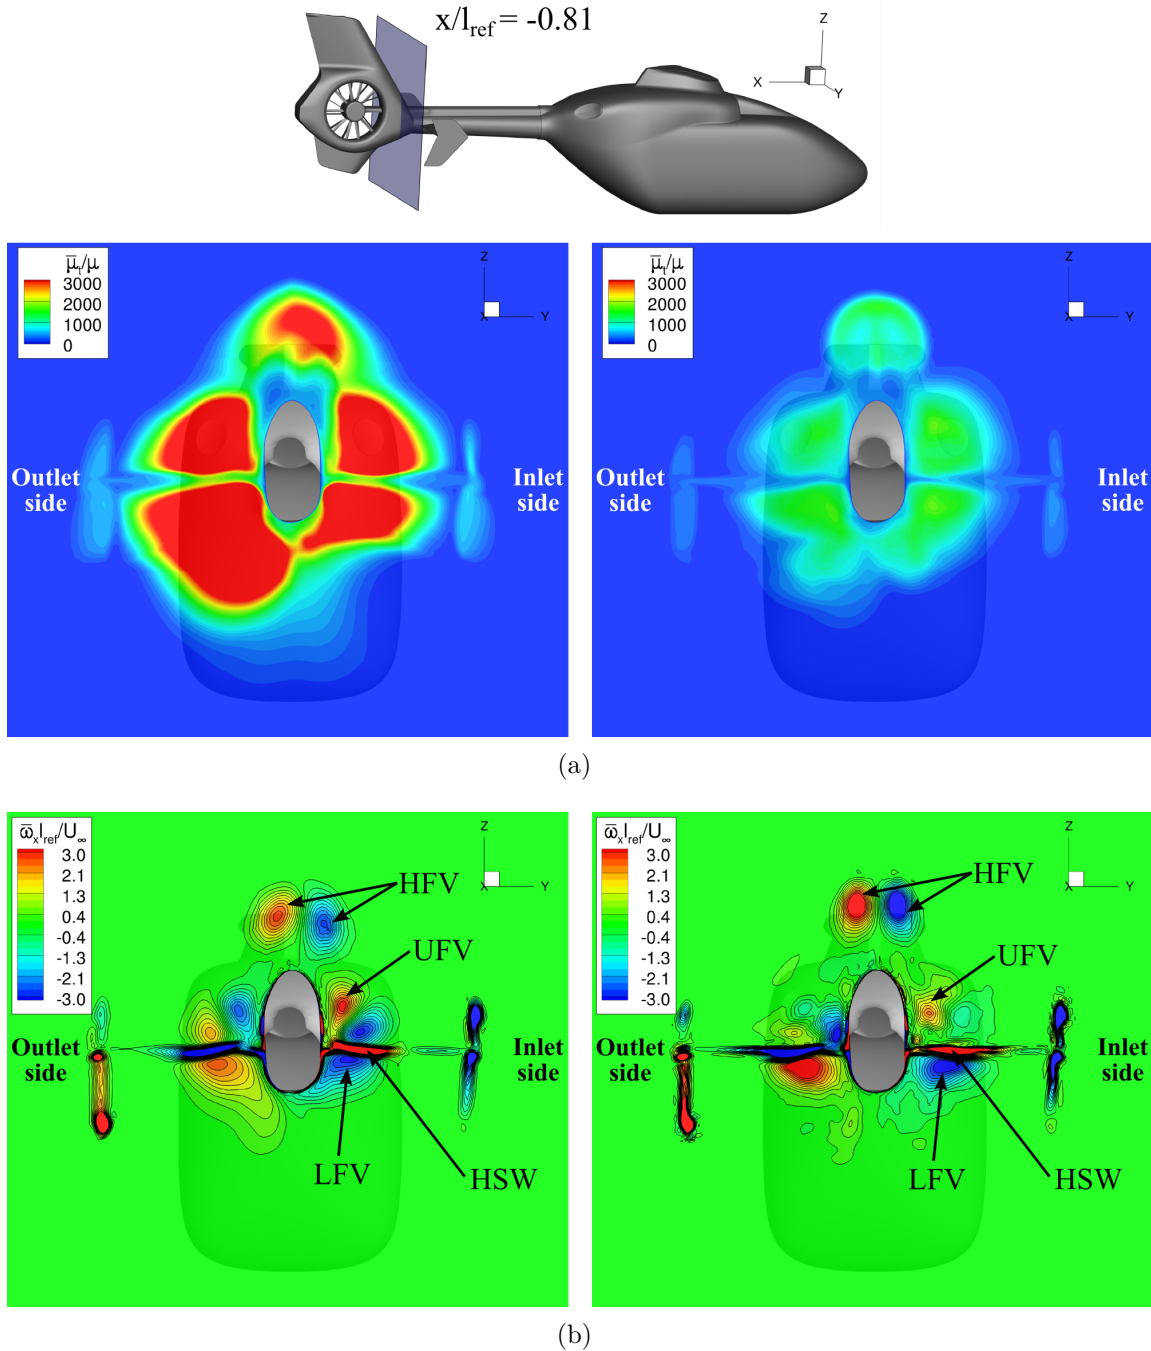 x/l_ref = -0.81
Z
X
Y
μ̄_t/μ
3000
2000
1000
0
Z
X
Y
Outlet side
Inlet side
μ̄_t/μ
3000
2000
1000
0
Z
X
Y
Outlet side
Inlet side
(a)
ω̄_x l_ref/U_∞
3.0
2.1
1.3
0.4
-0.4
-1.3
-2.1
-3.0
Z
X
Y
HFV
UFV
Outlet side
Inlet side
LFV
HSW
ω̄_x l_ref/U_∞
3.0
2.1
1.3
0.4
-0.4
-1.3
-2.1
-3.0
Z
X
Y
HFV
UFV
Outlet side
Inlet side
LFV
HSW
(b)